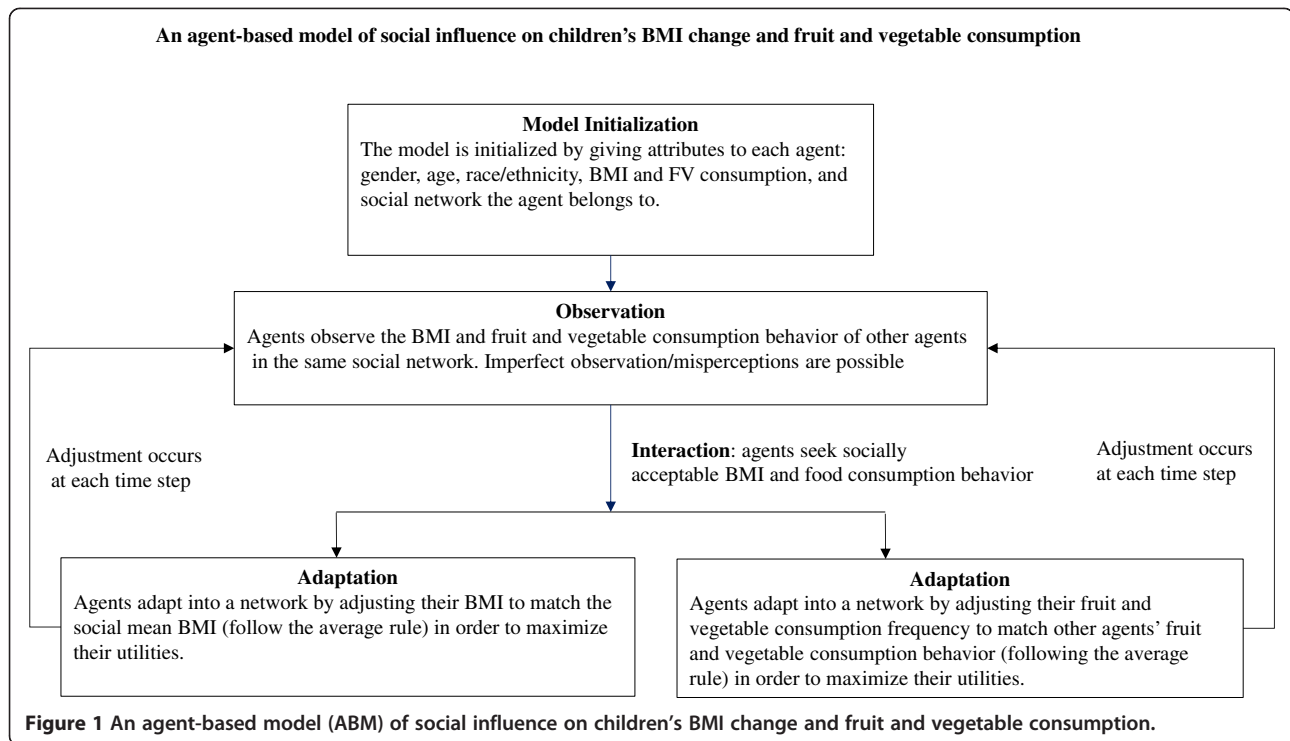 An agent-based model of social influence on children's BMI change and fruit and vegetable consumption
Model Initialization
The model is initialized by giving attributes to each agent:
gender, age, race/ethnicity, BMI and FV consumption, and
social network the agent belongs to.
Observation
Agents observe the BMI and fruit and vegetable consumption behavior of other agents
in the same social network. Imperfect observation/misperceptions are possible
Adjustment occurs
at each time step
Interaction: agents seek socially
acceptable BMI and food consumption behavior
Adjustment occurs
at each time step
Adaptation
Agents adapt into a network by adjusting their BMI to match the
social mean BMI (follow the average rule) in order to maximize
their utilities.
Adaptation
Agents adapt into a network by adjusting their fruit and
vegetable consumption frequency to match other agents' fruit
and vegetable consumption behavior (following the average
rule) in order to maximize their utilities.
Figure 1 An agent-based model (ABM) of social influence on children's BMI change and fruit and vegetable consumption.